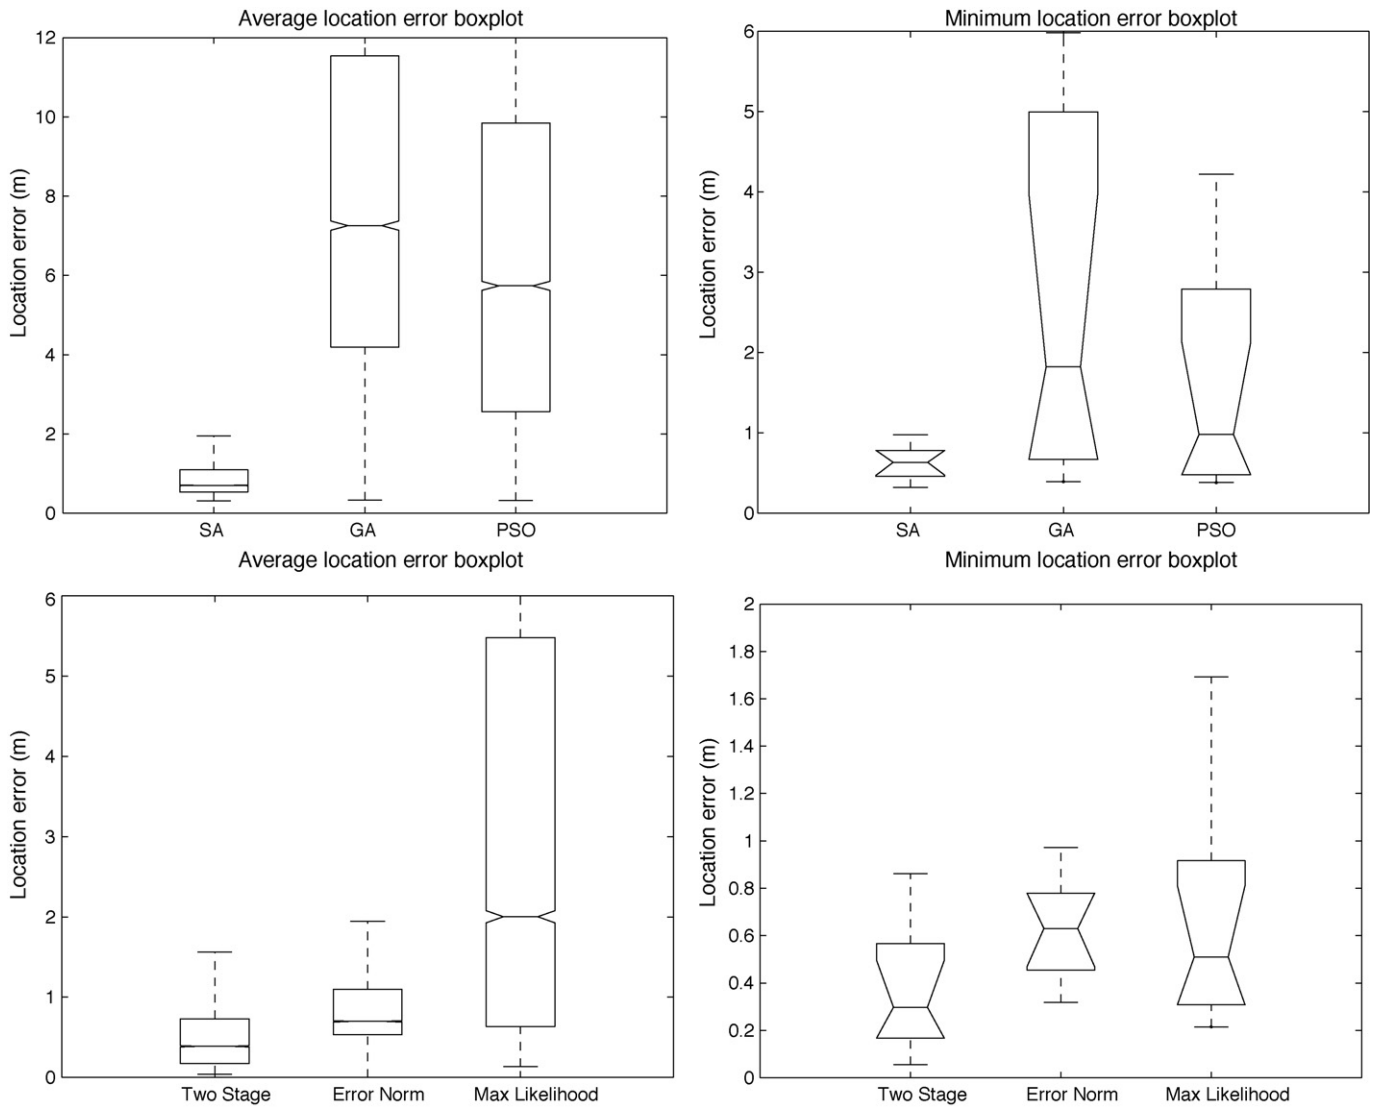 Average location error boxplot
Location error (m)
12
10
8
6
4
2
0
SA GA PSO
Minimum location error boxplot
Location error (m)
6
5
4
3
2
1
0
SA GA PSO
Average location error boxplot
Location error (m)
6
5
4
3
2
1
0
Two Stage Error Norm Max Likelihood
Minimum location error boxplot
Location error (m)
2
1.8
1.6
1.4
1.2
1
0.8
0.6
0.4
0.2
0
Two Stage Error Norm Max Likelihood